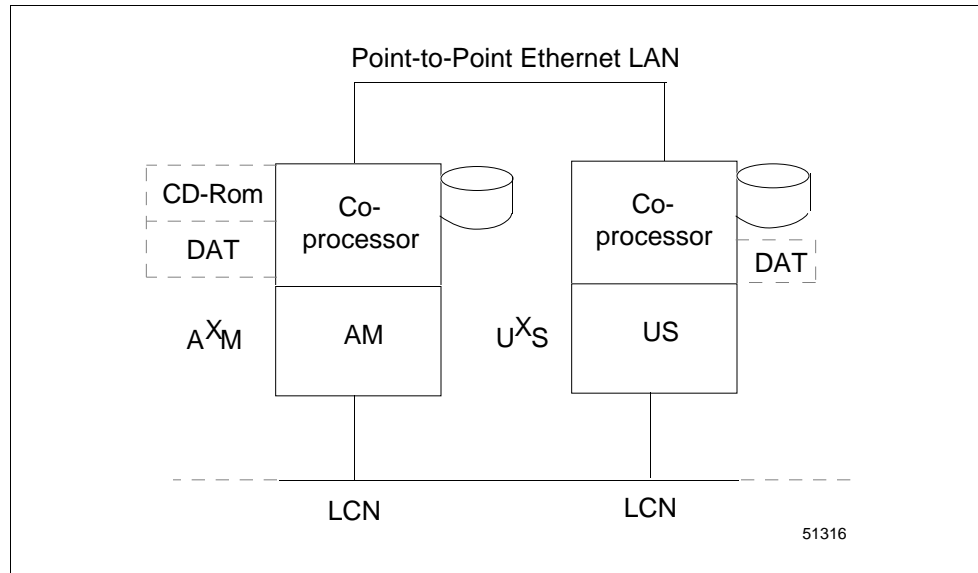 Point-to-Point Ethernet LAN
CD-Rom
DAT
Co-
processor
Co-
processor
DAT
AXM
AM
UXS
US
LCN
LCN
51316